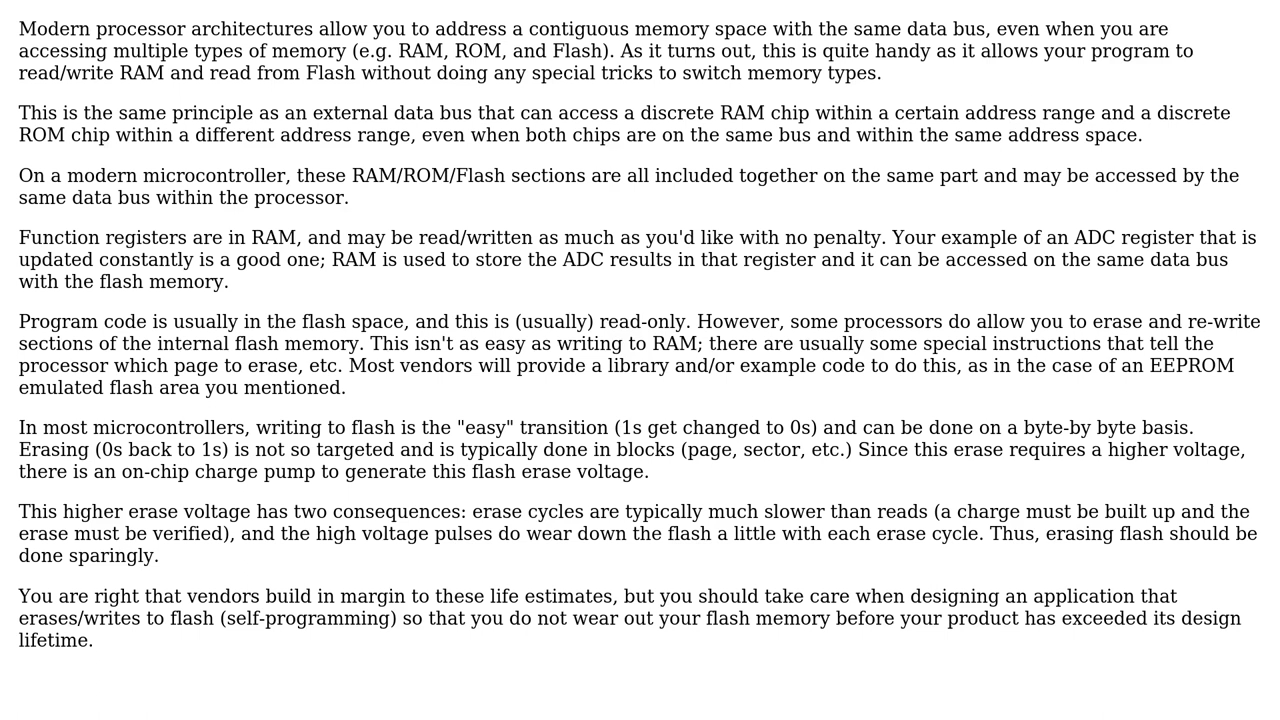 Modern processor architectures allow you to address a contiguous memory space with the same data bus, even when you are
accessing multiple types of memory (e.g. RAM, ROM, and Flash). As it turns out, this is quite handy as it allows your program to
read/write RAM and read from Flash without doing any special tricks to switch memory types.
This is the same principle as an external data bus that can access a discrete RAM chip within a certain address range and a discrete
ROM chip within a different address range, even when both chips are on the same bus and within the same address space.
On a modern microcontroller, these RAM/ROM/Flash sections are all included together on the same part and may be accessed by the
same data bus within the processor.
Function registers are in RAM, and may be read/written as much as you'd like with no penalty. Your example of an ADC register that is
updated constantly is a good one; RAM is used to store the ADC results in that register and it can be accessed on the same data bus
with the flash memory.
Program code is usually in the flash space, and this is (usually) read-only. However, some processors do allow you to erase and re-write
sections of the internal flash memory. This isn't as easy as writing to RAM; there are usually some special instructions that tell the
processor which page to erase, etc. Most vendors will provide a library and/or example code to do this, as in the case of an EEPROM
emulated flash area you mentioned.
In most microcontrollers, writing to flash is the "easy" transition (1s get changed to 0s) and can be done on a byte-by byte basis.
Erasing (0s back to 1s) is not so targeted and is typically done in blocks (page, sector, etc.) Since this erase requires a higher voltage,
there is an on-chip charge pump to generate this flash erase voltage.
This higher erase voltage has two consequences: erase cycles are typically much slower than reads (a charge must be built up and the
erase must be verified), and the high voltage pulses do wear down the flash a little with each erase cycle. Thus, erasing flash should be
done sparingly.
You are right that vendors build in margin to these life estimates, but you should take care when designing an application that
erases/writes to flash (self-programming) so that you do not wear out your flash memory before your product has exceeded its design
lifetime.